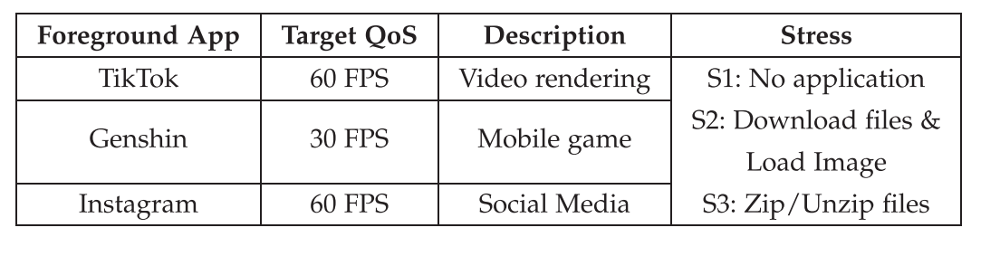 Foreground App Target QoS Description Stress
TikTok 60 FPS Video rendering S1: No application
Genshin 30 FPS Mobile game S2: Download files &
Load Image
Instagram 60 FPS Social Media S3: Zip/Unzip files